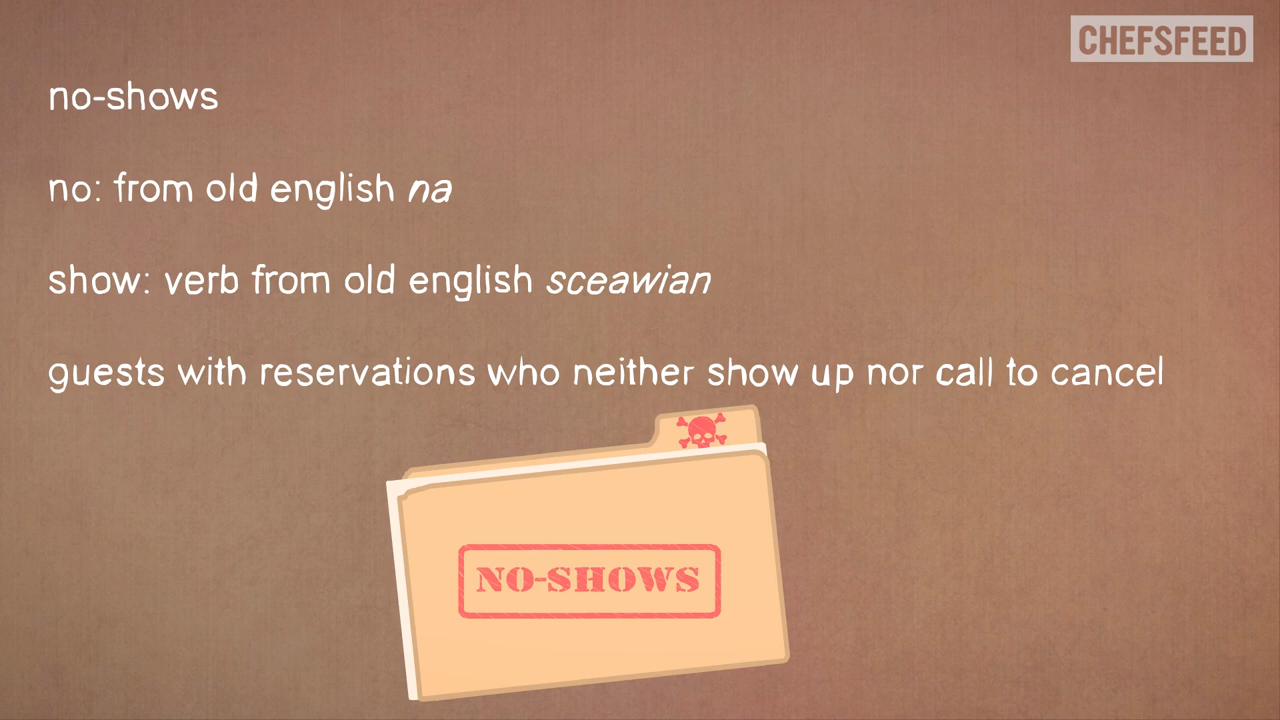 CHEFSFEED
no-shows
no: from old english na
show: verb from old english sceawian
guests with reservations who neither show up nor call to cancel
NO-SHOWS